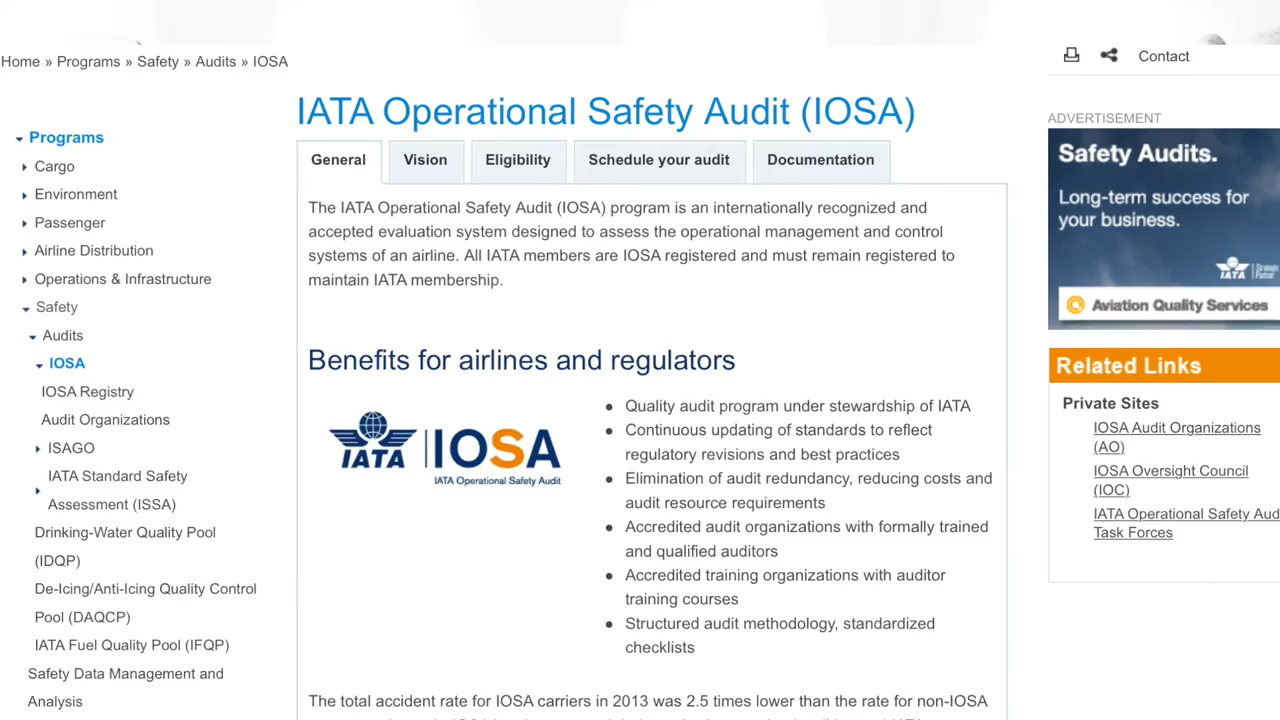 Home » Programs » Safety » Audits » IOSA
Contact
IATA Operational Safety Audit (IOSA)
General
Vision
Eligibility
Schedule your audit
Documentation
Programs
Cargo
Environment
Passenger
Airline Distribution
Operations & Infrastructure
Safety
Audits
IOSA
IOSA Registry
Audit Organizations
ISAGO
IATA Standard Safety
Assessment (ISSA)
Drinking-Water Quality Pool
(IDQP)
De-Icing/Anti-Icing Quality Control
Pool (DAQCP)
IATA Fuel Quality Pool (IFQP)
Safety Data Management and
Analysis
The IATA Operational Safety Audit (IOSA) program is an internationally recognized and
accepted evaluation system designed to assess the operational management and control
systems of an airline. All IATA members are IOSA registered and must remain registered to
maintain IATA membership.
Benefits for airlines and regulators
IATA
IOSA
IATA Operational Safety Audit
● Quality audit program under stewardship of IATA
● Continuous updating of standards to reflect
regulatory revisions and best practices
● Elimination of audit redundancy, reducing costs and
audit resource requirements
● Accredited audit organizations with formally trained
and qualified auditors
● Accredited training organizations with auditor
training courses
● Structured audit methodology, standardized
checklists
The total accident rate for IOSA carriers in 2013 was 2.5 times lower than the rate for non-IOSA
ADVERTISEMENT
Safety Audits.
Long-term success for
your business.
IATA
Strategic
Aviation Quality Services
Related Links
Private Sites
IOSA Audit Organizations
(AO)
IOSA Oversight Council
(IOC)
IATA Operational Safety Aud
Task Forces